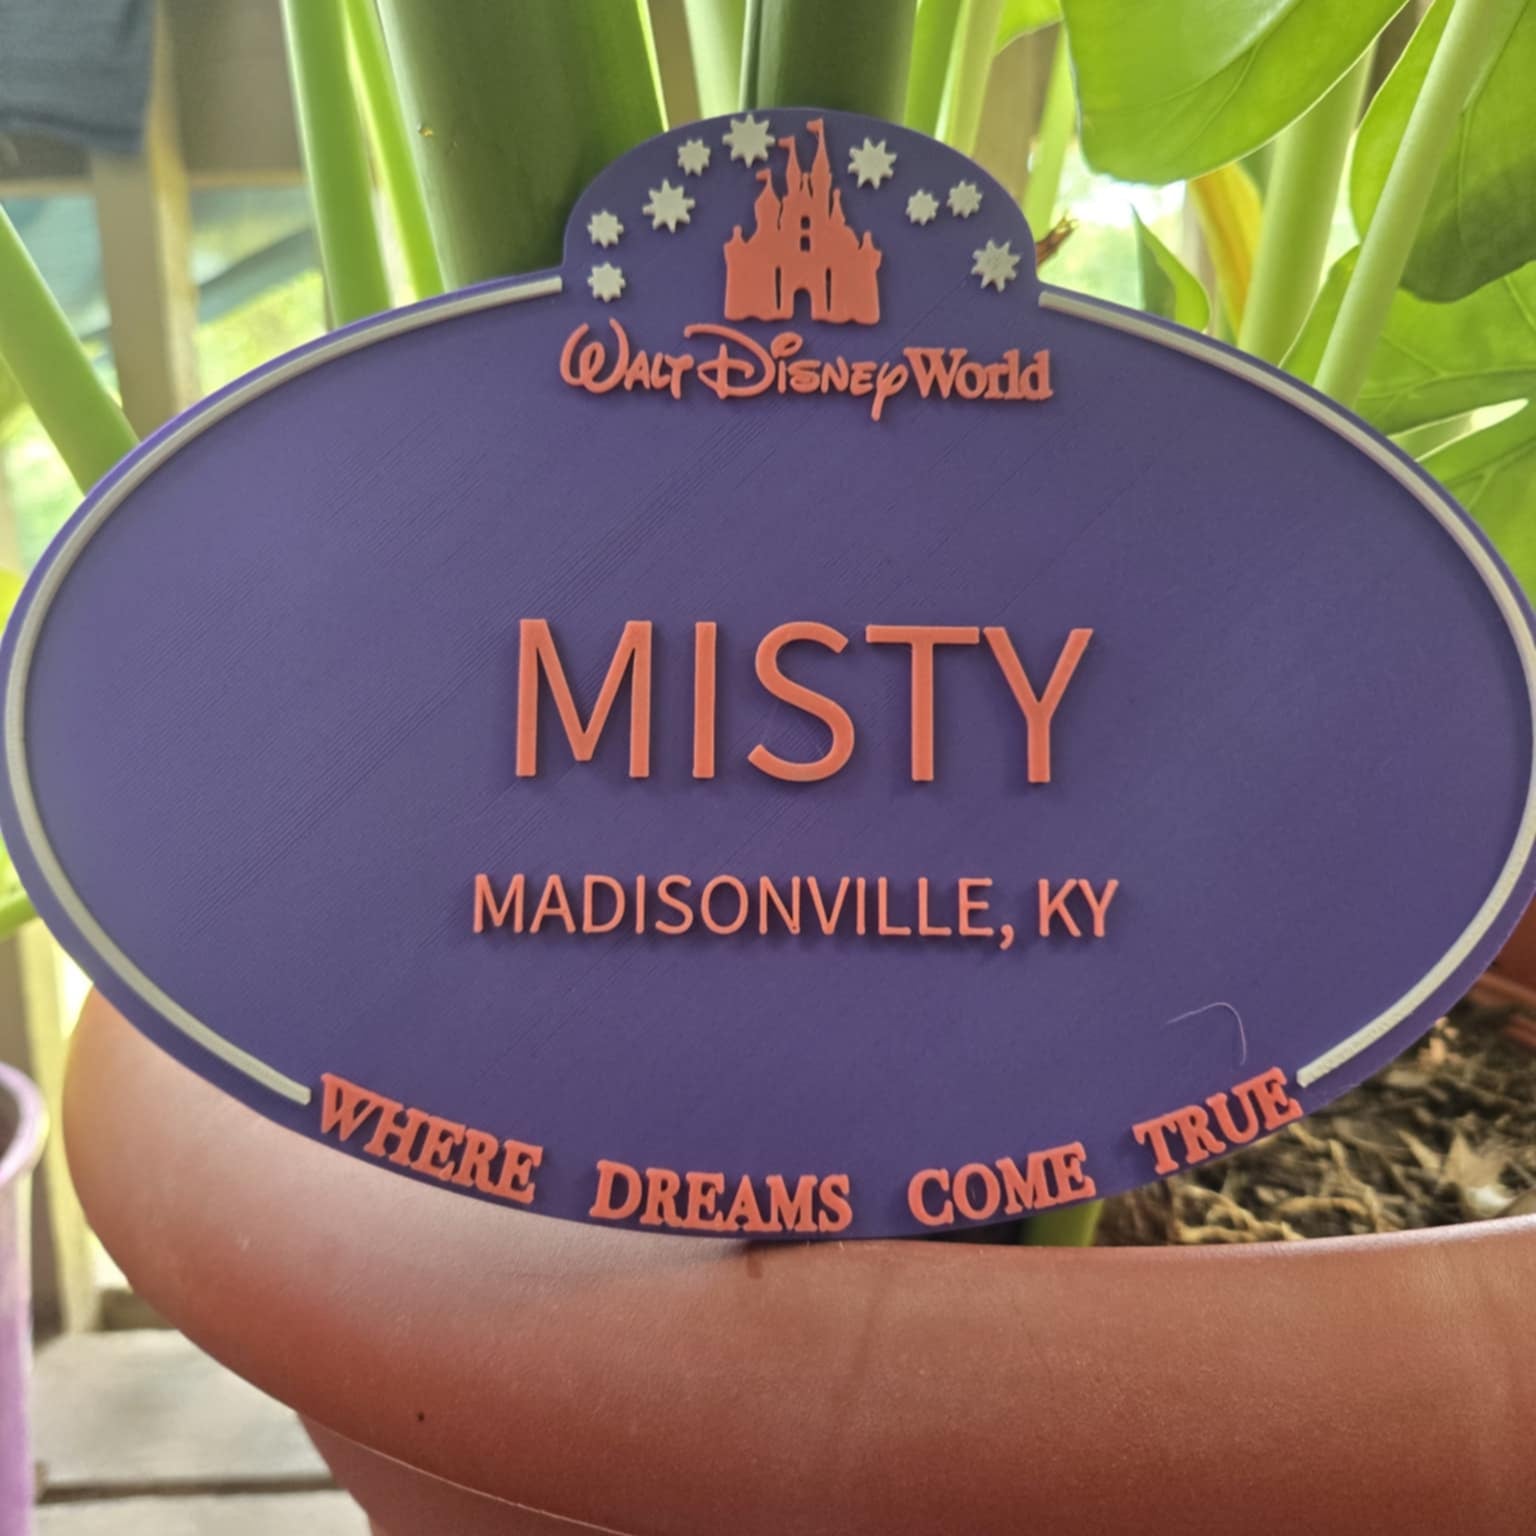 WALT DISNEY World
MISTY
MADISONVILLE, KY
WHERE DREAMS COME TRUE